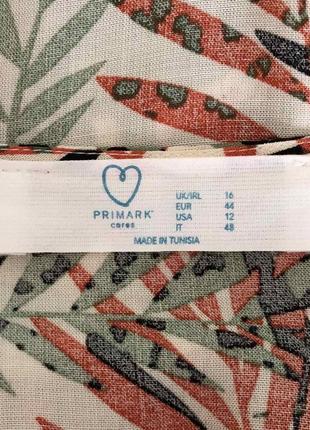 PRIMARK
cares
UK/IRL 16
EUR 44
USA 12
IT 48
MADE IN TUNISIA